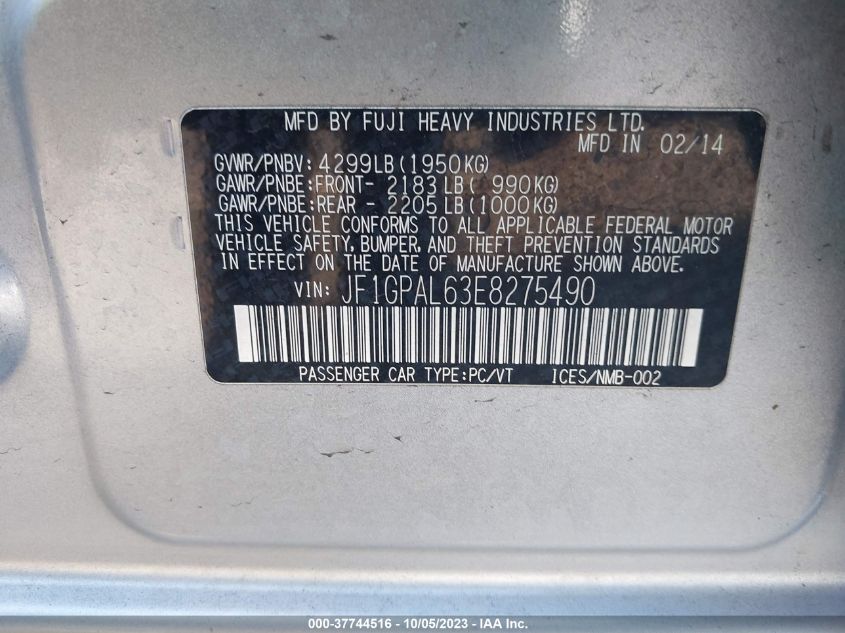 MFD BY FUJI HEAVY INDUSTRIES LTD.
MFD IN 02/14
GVWR/PNBV: 4299LB (1950KG)
GAWR/PNBE:FRONT- 2183 LB ( 990KG)
GAWR/PNBE:REAR - 2205 LB (1000KG)
THIS VEHICLE CONFORMS TO ALL APPLICABLE FEDERAL MOTOR
VEHICLE SAFETY, BUMPER, AND THEFT PREVENTION STANDARDS
IN EFFECT ON THE DATE OF MANUFACTURE SHOWN ABOVE.
VIN: JF1GPAL63E8275490
PASSENGER CAR TYPE:PC/VT ICES/NMB-002
000-37744516 - 10/05/2023 - IAA Inc.